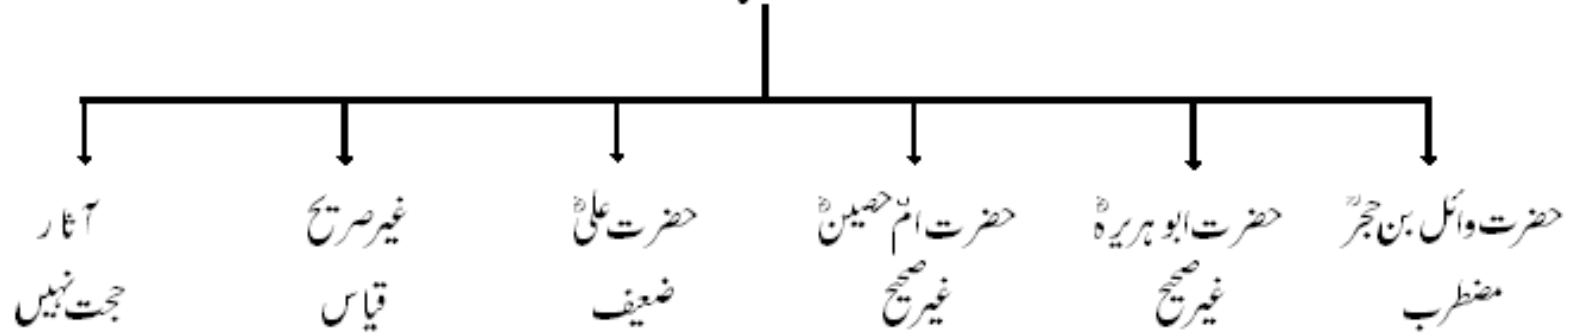 حضرت وائل بن حجرؓ
مضطرب
حضرت ابو ہریرہؓ
غیر صحیح
حضرت امّ حصینؓ
غیر صحیح
حضرت علیؓ
ضعیف
غیر صریح
قیاس
آثار
حجت نہیں